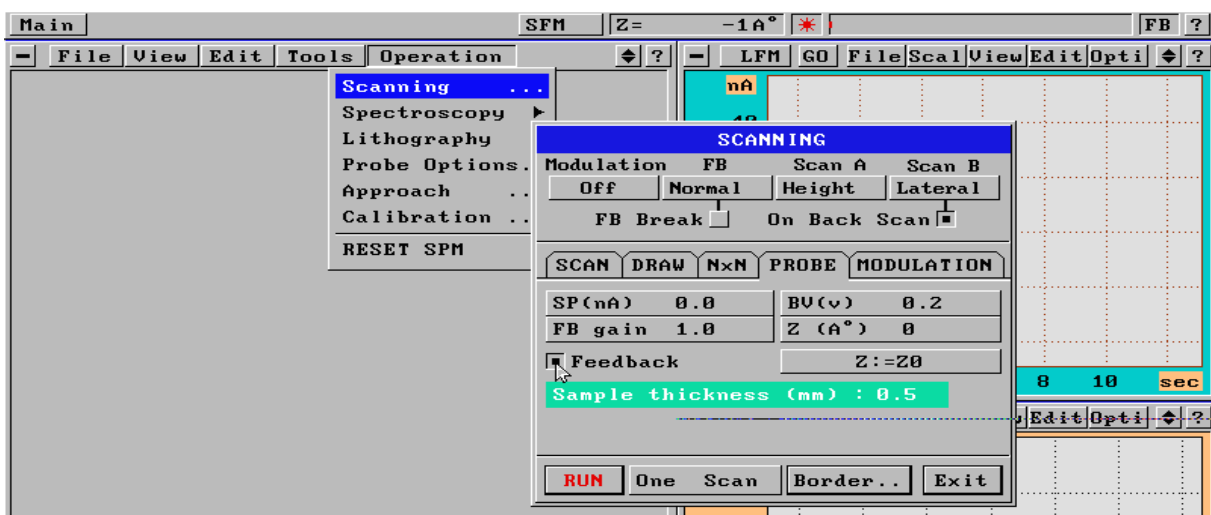 Main SFM Z= -1A° FB ?
File View Edit Tools Operation ?
LFM GO File Scal View Edit Opti ?
Scanning ...
Spectroscopy
Lithography
Probe Options.
Approach ..
Calibration ..
RESET SPM
nA
SCANNING
Modulation FB Scan A Scan B
Off Normal Height Lateral
FB Break On Back Scan
SCAN DRAW NxN PROBE MODULATION
SP(nA) 0.0 BV(v) 0.2
FB gain 1.0 Z (A°) 0
Feedback Z:=Z0
Sample thickness (mm) : 0.5
RUN One Scan Border.. Exit
8 10 sec
Edit Opti ?